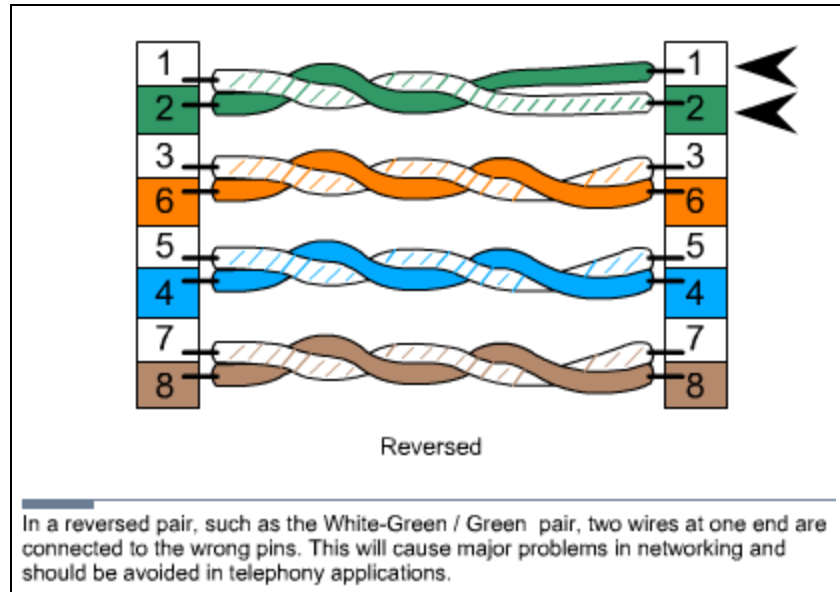 1 1
2 2
3 3
6 6
5 5
4 4
7 7
8 8
Reversed
In a reversed pair, such as the White-Green / Green pair, two wires at one end are
connected to the wrong pins. This will cause major problems in networking and
should be avoided in telephony applications.